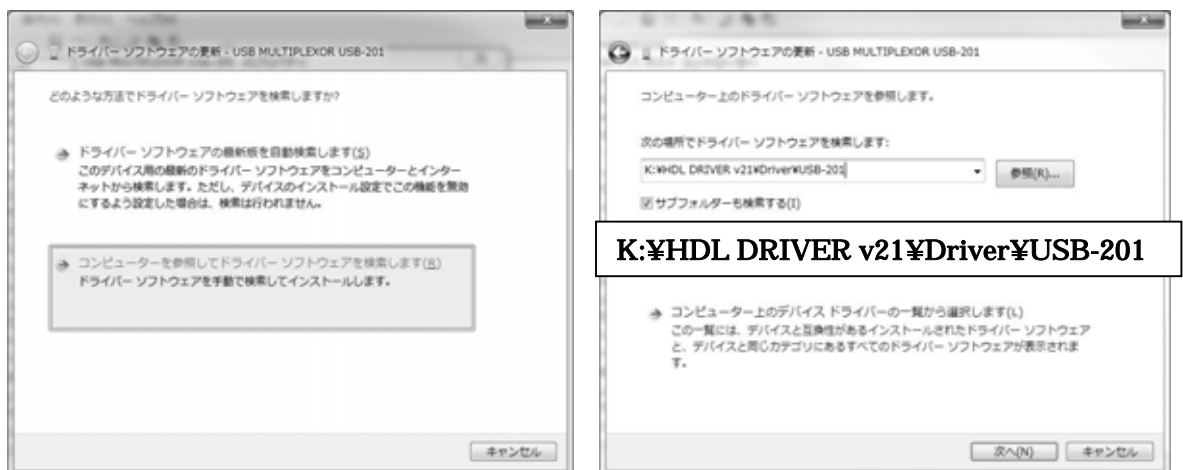 ドライバー ソフトウェアの更新 - USB MULTIPLEXOR USB-201
どのような方法でドライバー ソフトウェアを検索しますか?
ドライバー ソフトウェアの最新版を自動検索します(S)
このデバイス用の最新のドライバー ソフトウェアをコンピューターとインター
ネットから検索します。ただし、デバイスのインストール設定でこの機能を無効
にするよう設定した場合は、検索は行われません。
コンピューターを参照してドライバー ソフトウェアを検索します(R)
ドライバー ソフトウェアを手動で検索してインストールします。
キャンセル
ドライバー ソフトウェアの更新 - USB MULTIPLEXOR USB-201
コンピューター上のドライバー ソフトウェアを参照します。
次の場所でドライバー ソフトウェアを検索します:
K:¥HDL DRIVER v21¥Driver¥USB-201
参照(R)...
サブフォルダーも検索する(I)
K:¥HDL DRIVER v21¥Driver¥USB-201
コンピューター上のデバイス ドライバーの一覧から選択します(L)
この一覧には、デバイスと互換性があるインストールされたドライバー ソフトウェア
と、デバイスと同じカテゴリにあるすべてのドライバー ソフトウェアが表示されま
す。
次へ(N)
キャンセル